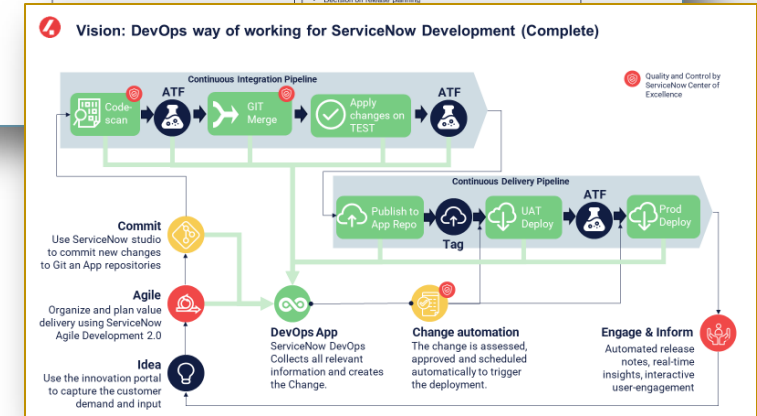 Decision on release planning
Vision: DevOps way of working for ServiceNow Development (Complete)
Continuous Integration Pipeline
Quality and Control by
ServiceNow Center of
Excellence
Code-
scan
ATF
GIT
Merge
Apply
changes on
TEST
ATF
Continuous Delivery Pipeline
Publish to
App Repo
Tag
UAT
Deploy
ATF
Prod
Deploy
Commit
Use ServiceNow studio
to commit new changes
to Git an App repositories
Agile
Organize and plan value
delivery using ServiceNow
Agile Development 2.0
Idea
Use the innovation portal
to capture the customer
demand and input
DevOps App
ServiceNow DevOps
Collects all relevant
information and creates
the Change.
Change automation
The change is assessed,
approved and scheduled
automatically to trigger
the deployment.
Engage & Inform
Automated release
notes, real-time
insights, interactive
user-engagement